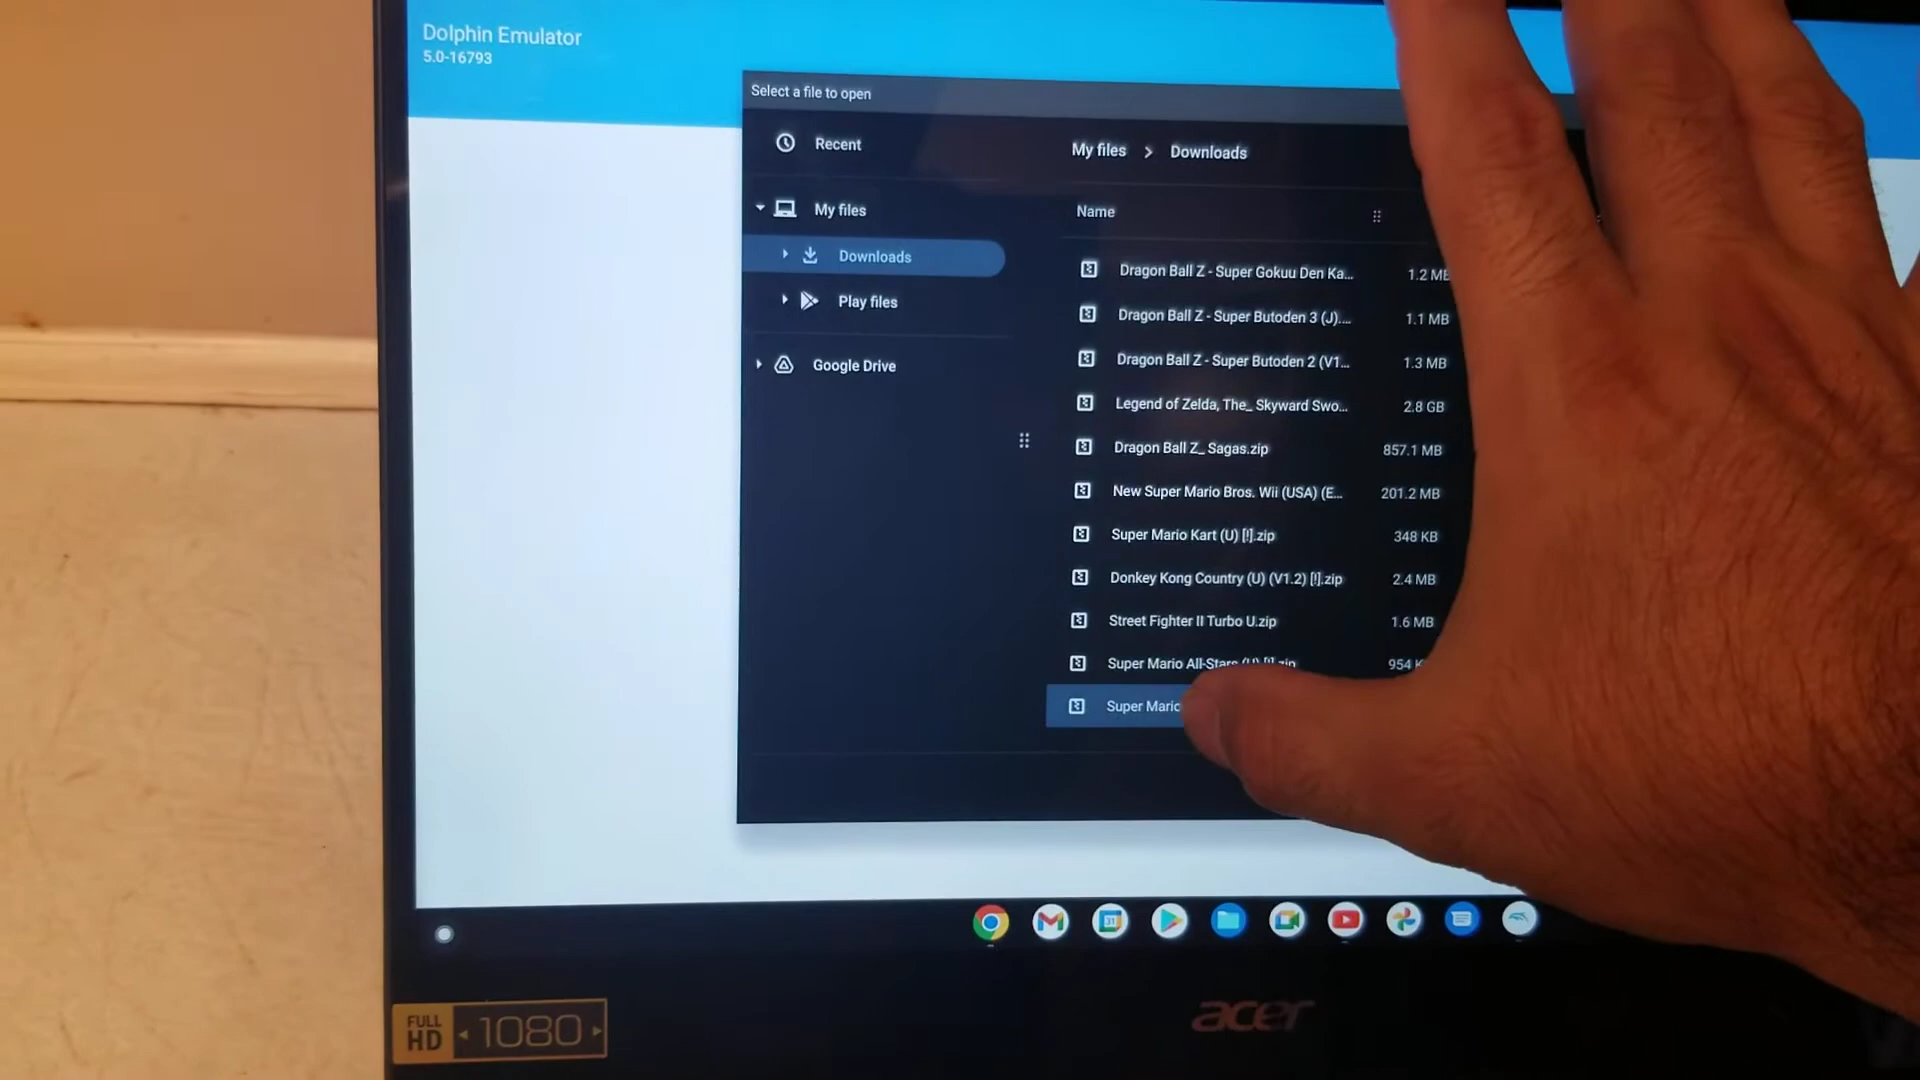 Dolphin Emulator
5.0-16793
Select a file to open
Recent
My files
Downloads
Play files
Google Drive
My files > Downloads
Name
Dragon Ball Z - Super Gokuu Den Ka... 1.2 MB
Dragon Ball Z - Super Butoden 3 (J).... 1.1 MB
Dragon Ball Z - Super Butoden 2 (V1... 1.3 MB
Legend of Zelda, The_ Skyward Swo... 2.8 GB
Dragon Ball Z_ Sagas.zip 857.1 MB
New Super Mario Bros. Wii (USA) (E... 201.2 MB
Super Mario Kart (U) [!].zip 348 KB
Donkey Kong Country (U) (V1.2) [!].zip 2.4 MB
Street Fighter II Turbo U.zip 1.6 MB
Super Mario All-Stars (U) [!].zip 954 K
Super Mario
31
FULL HD 1080
acer